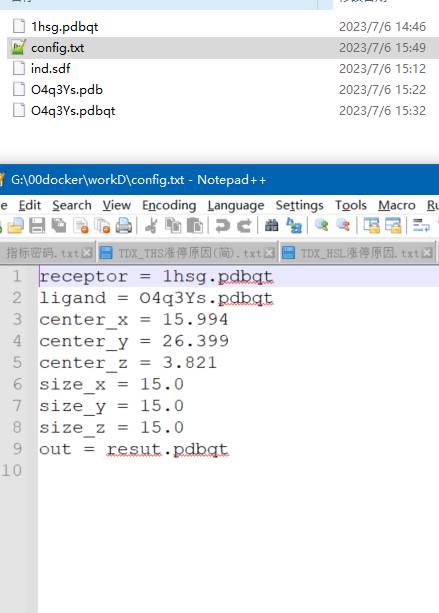 1hsg.pdbqt 2023/7/6 14:46
config.txt 2023/7/6 15:49
ind.sdf 2023/7/6 15:12
O4q3Ys.pdb 2023/7/6 15:22
O4q3Ys.pdbqt 2023/7/6 15:32
G:\00docker\workD\config.txt - Notepad++
e Edit Search View Encoding Language Settings Tools Macro Ru
指标密码.txt TDX_THS涨停原因(简).txt TDX_HSL涨停原因.txt
1 receptor = 1hsg.pdbqt
2 ligand = O4q3Ys.pdbqt
3 center_x = 15.994
4 center_y = 26.399
5 center_z = 3.821
6 size_x = 15.0
7 size_y = 15.0
8 size_z = 15.0
9 out = resut.pdbqt
10